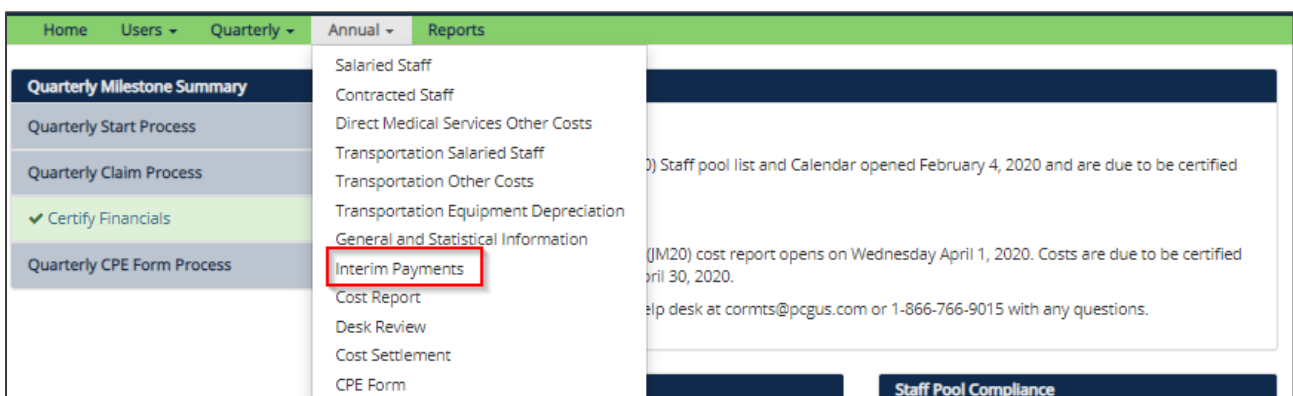 Home Users Quarterly Annual Reports
Quarterly Milestone Summary
Quarterly Start Process
Quarterly Claim Process
Certify Financials
Quarterly CPE Form Process
Salaried Staff
Contracted Staff
Direct Medical Services Other Costs
Transportation Salaried Staff
Transportation Other Costs
Transportation Equipment Depreciation
General and Statistical Information
Interim Payments
Cost Report
Desk Review
Cost Settlement
CPE Form
) Staff pool list and Calendar opened February 4, 2020 and are due to be certified
(JM20) cost report opens on Wednesday April 1, 2020. Costs are due to be certified
ril 30, 2020.
elp desk at cormts@pcgus.com or 1-866-766-9015 with any questions.
Staff Pool Compliance